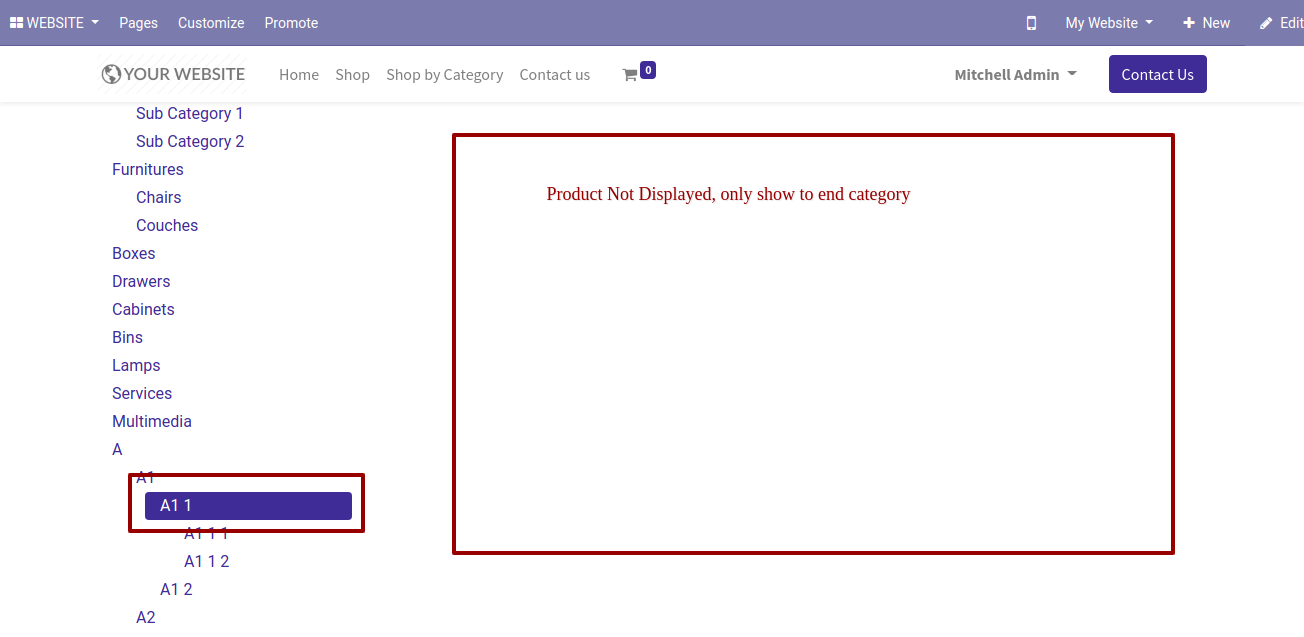 WEBSITE Pages Customize Promote My Website New Edit
YOUR WEBSITE Home Shop Shop by Category Contact us 0 Mitchell Admin Contact Us
Sub Category 1
Sub Category 2
Furnitures
Chairs
Couches
Boxes
Drawers
Cabinets
Bins
Lamps
Services
Multimedia
A
A1
A1 1
A1 1 1
A1 1 2
A1 2
A2
Product Not Displayed, only show to end category